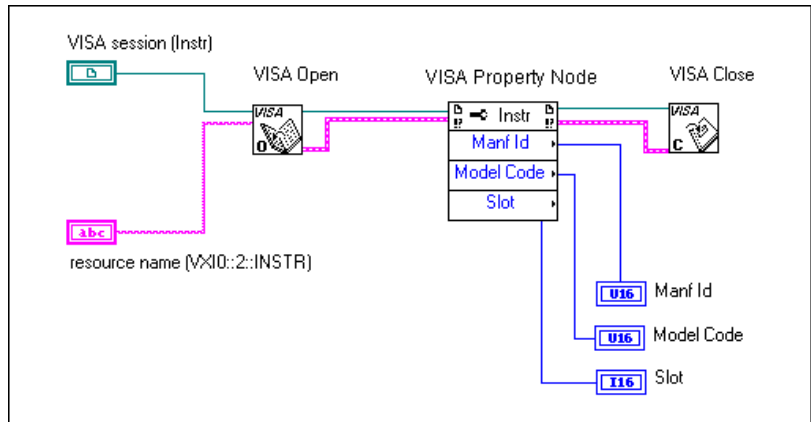 VISA session (Instr)
VISA Open
VISA Property Node
VISA Close
VISA
O
Instr
VISA
C
Manf Id
Model Code
Slot
abc
resource name (VXI0::2::INSTR)
U16 Manf Id
U16 Model Code
I16 Slot